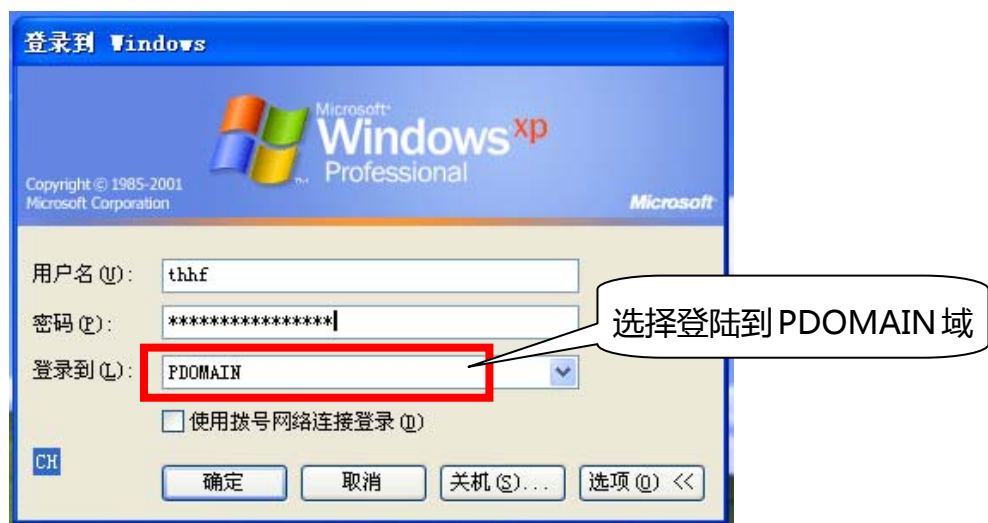 登录到 Windows
Microsoft
Windows xp
Professional
Copyright © 1985-2001
Microsoft Corporation
Microsoft
用户名(U):
thhf
密码(P):
****************
选择登陆到PDOMAIN域
登录到(L):
PDOMAIN
使用拨号网络连接登录(D)
CH
确定
取消
关机(S)...
选项(O) <<